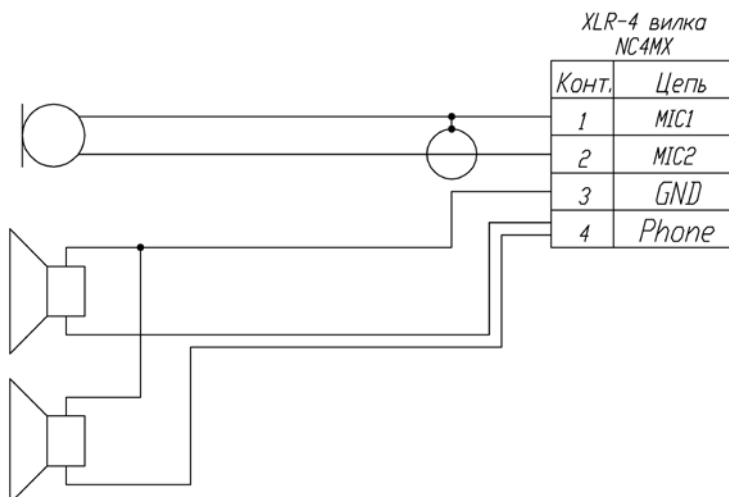 XLR-4 вилка
NC4MX
Конт. Цепь
1 MIC1
2 MIC2
3 GND
4 Phone